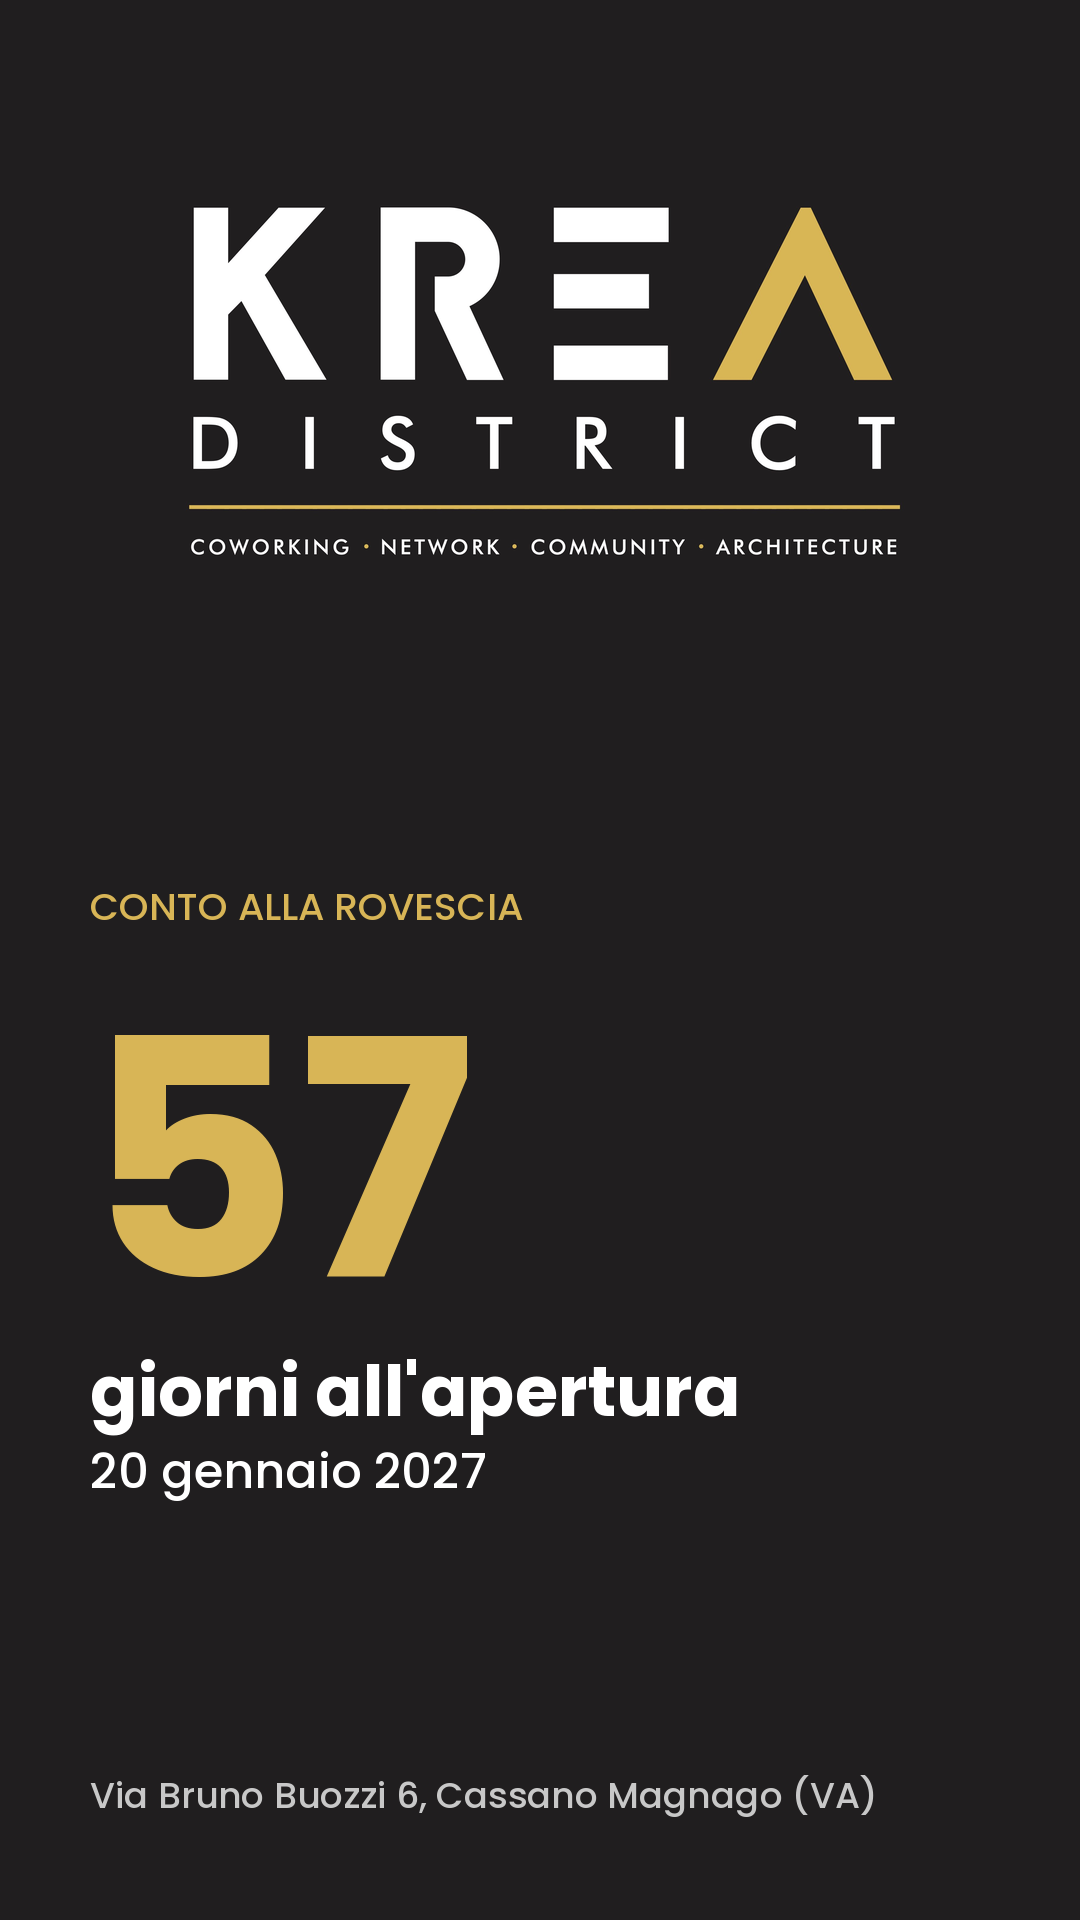 KREA
DISTRICT
COWORKING · NETWORK · COMMUNITY · ARCHITECTURE
CONTO ALLA ROVESCIA
57
giorni all'apertura
20 gennaio 2027
Via Bruno Buozzi 6, Cassano Magnago (VA)